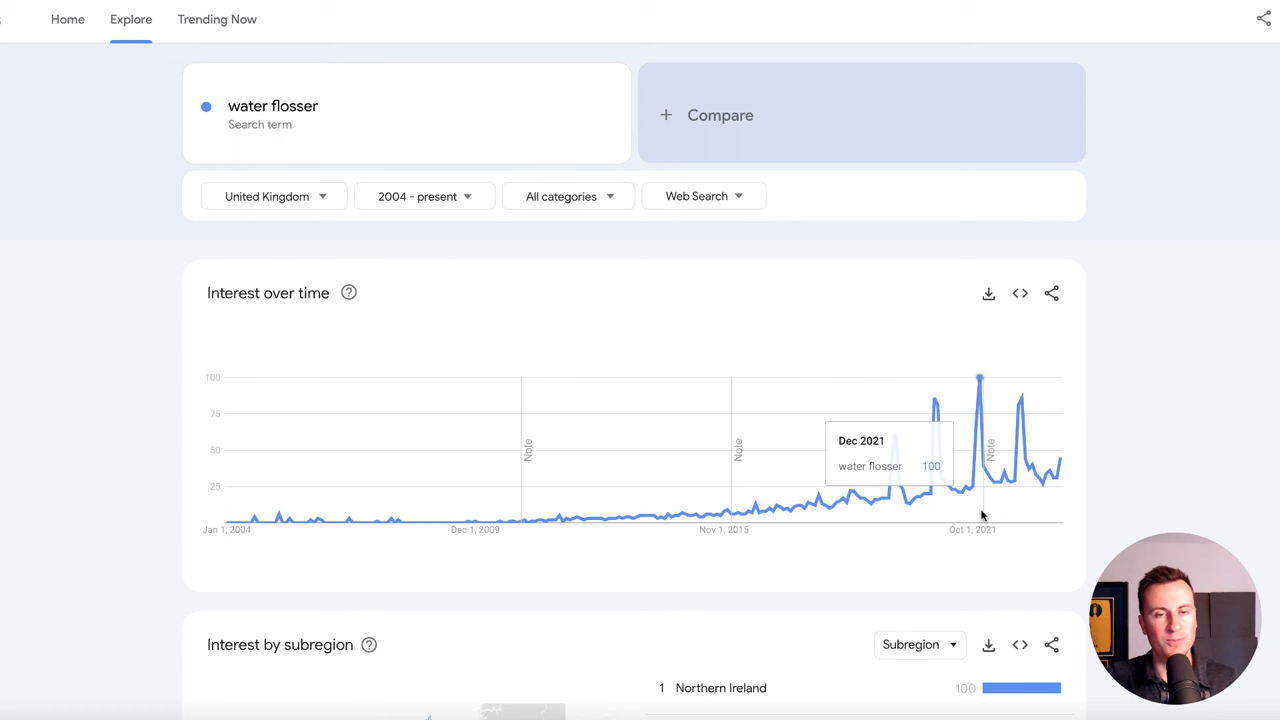 Home Explore Trending Now
water flosser
Search term
+ Compare
United Kingdom 2004 - present All categories Web Search
Interest over time
100
75
50
25
Note Note Note
Dec 2021
water flosser 100
Jan 1, 2004 Dec 1, 2009 Nov 1, 2015 Oct 1, 2021
Interest by subregion
Subregion
1 Northern Ireland 100